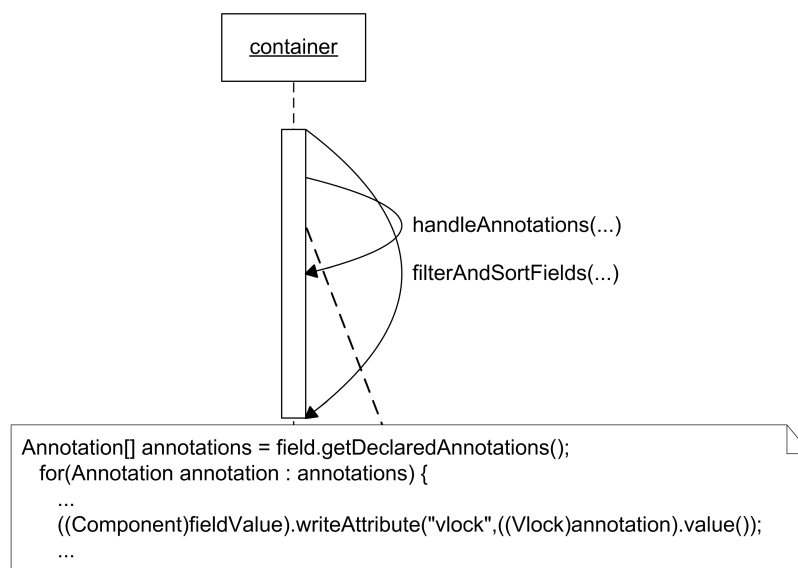 container
handleAnnotations(...)
filterAndSortFields(...)
Annotation[] annotations = field.getDeclaredAnnotations();
for(Annotation annotation : annotations) {
...
((Component)fieldValue).writeAttribute("vlock",((Vlock)annotation).value());
...